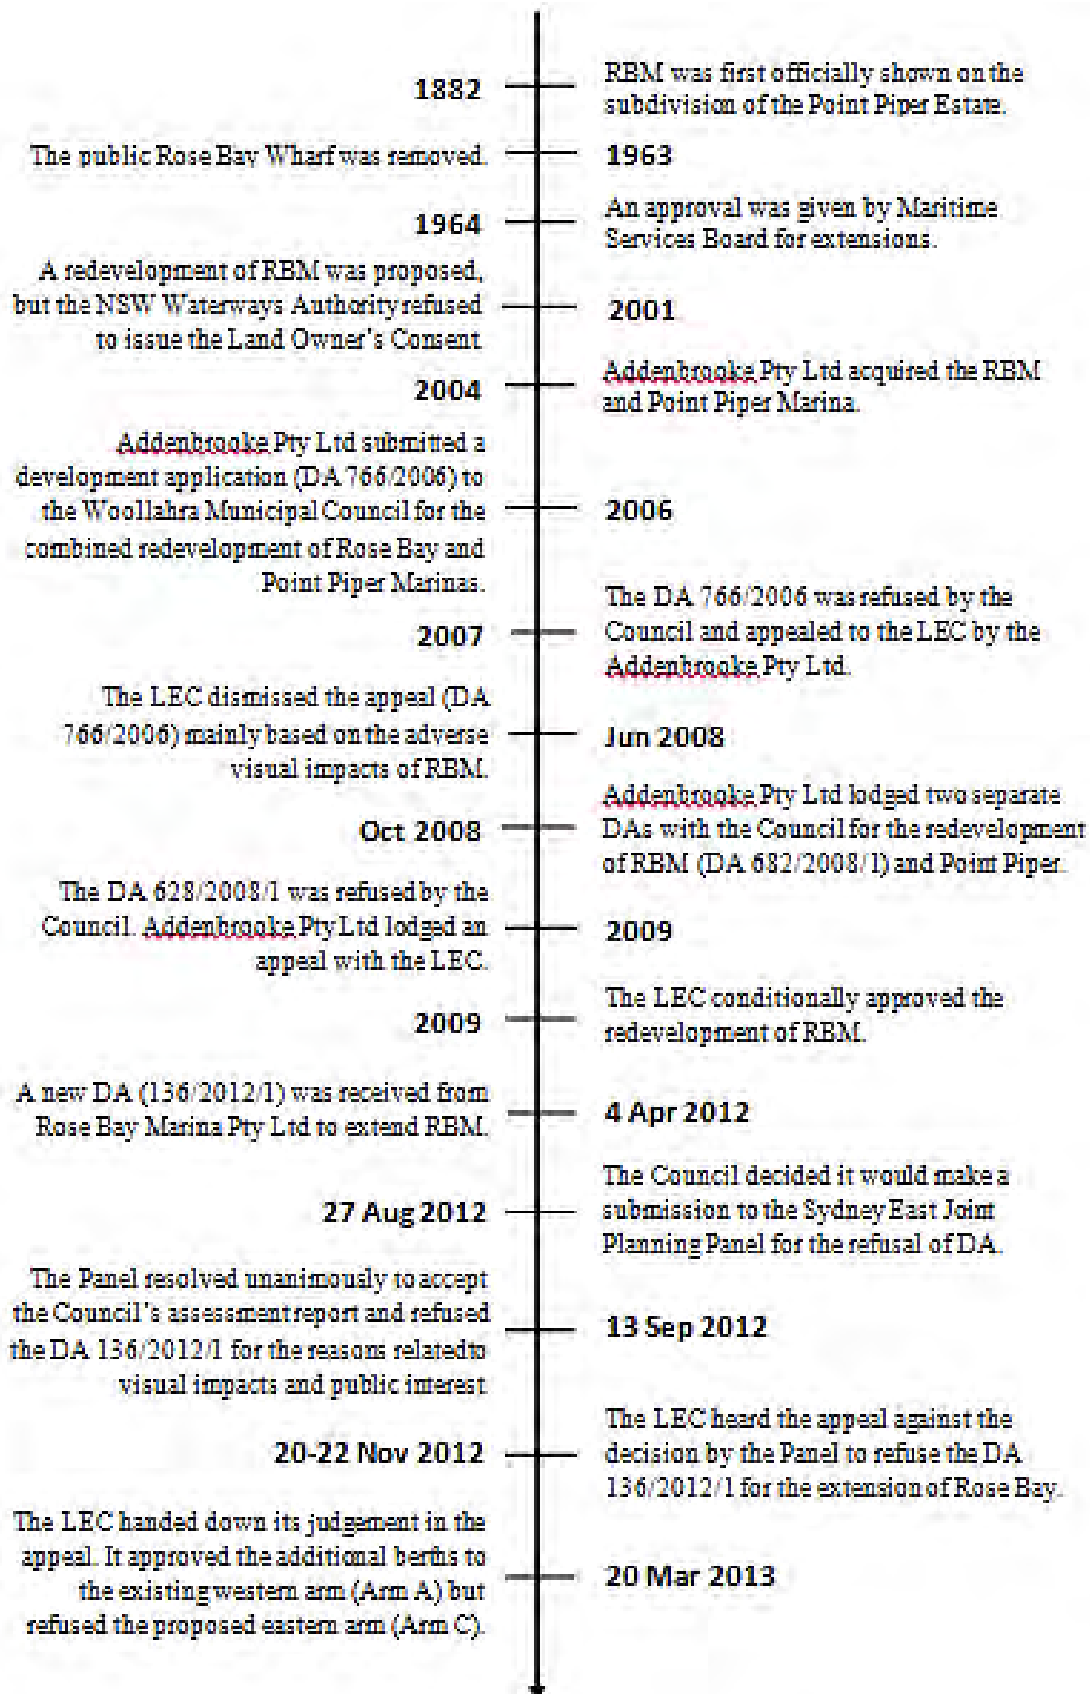 1882
RBM was first officially shown on the
subdivision of the Point Piper Estate.
The public Rose Bay Wharf was removed.
1963
1964
An approval was given by Maritime
Services Board for extensions.
A redevelopment of RBM was proposed,
but the NSW Waterways Authority refused
to issue the Land Owner's Consent
2001
2004
Addenbrooke Pty Ltd acquired the RBM
and Point Piper Marina.
Addenbrooke Pty Ltd submitted a
development application (DA 766/2006) to
the Woollahra Municipal Council for the
combined redevelopment of Rose Bay and
Point Piper Marinas.
2006
2007
The DA 766/2006 was refused by the
Council and appealed to the LEC by the
Addenbrooke Pty Ltd.
The LEC dismissed the appeal (DA
766/2006) mainly based on the adverse
visual impacts of RBM.
Jun 2008
Oct 2008
Addenbrooke Pty Ltd lodged two separate
DAs with the Council for the redevelopment
of RBM (DA 682/2008/1) and Point Piper.
The DA 628/2008/1 was refused by the
Council. Addenbrooke Pty Ltd lodged an
appeal with the LEC.
2009
2009
The LEC conditionally approved the
redevelopment of RBM.
A new DA (136/2012/1) was received from
Rose Bay Marina Pty Ltd to extend RBM.
4 Apr 2012
27 Aug 2012
The Council decided it would make a
submission to the Sydney East Joint
Planning Panel for the refusal of DA.
The Panel resolved unanimously to accept
the Council's assessment report and refused
the DA 136/2012/1 for the reasons related to
visual impacts and public interest
13 Sep 2012
20-22 Nov 2012
The LEC heard the appeal against the
decision by the Panel to refuse the DA
136/2012/1 for the extension of Rose Bay.
The LEC handed down its judgement in the
appeal. It approved the additional berths to
the existing western arm (Arm A) but
refused the proposed eastern arm (Arm C).
20 Mar 2013